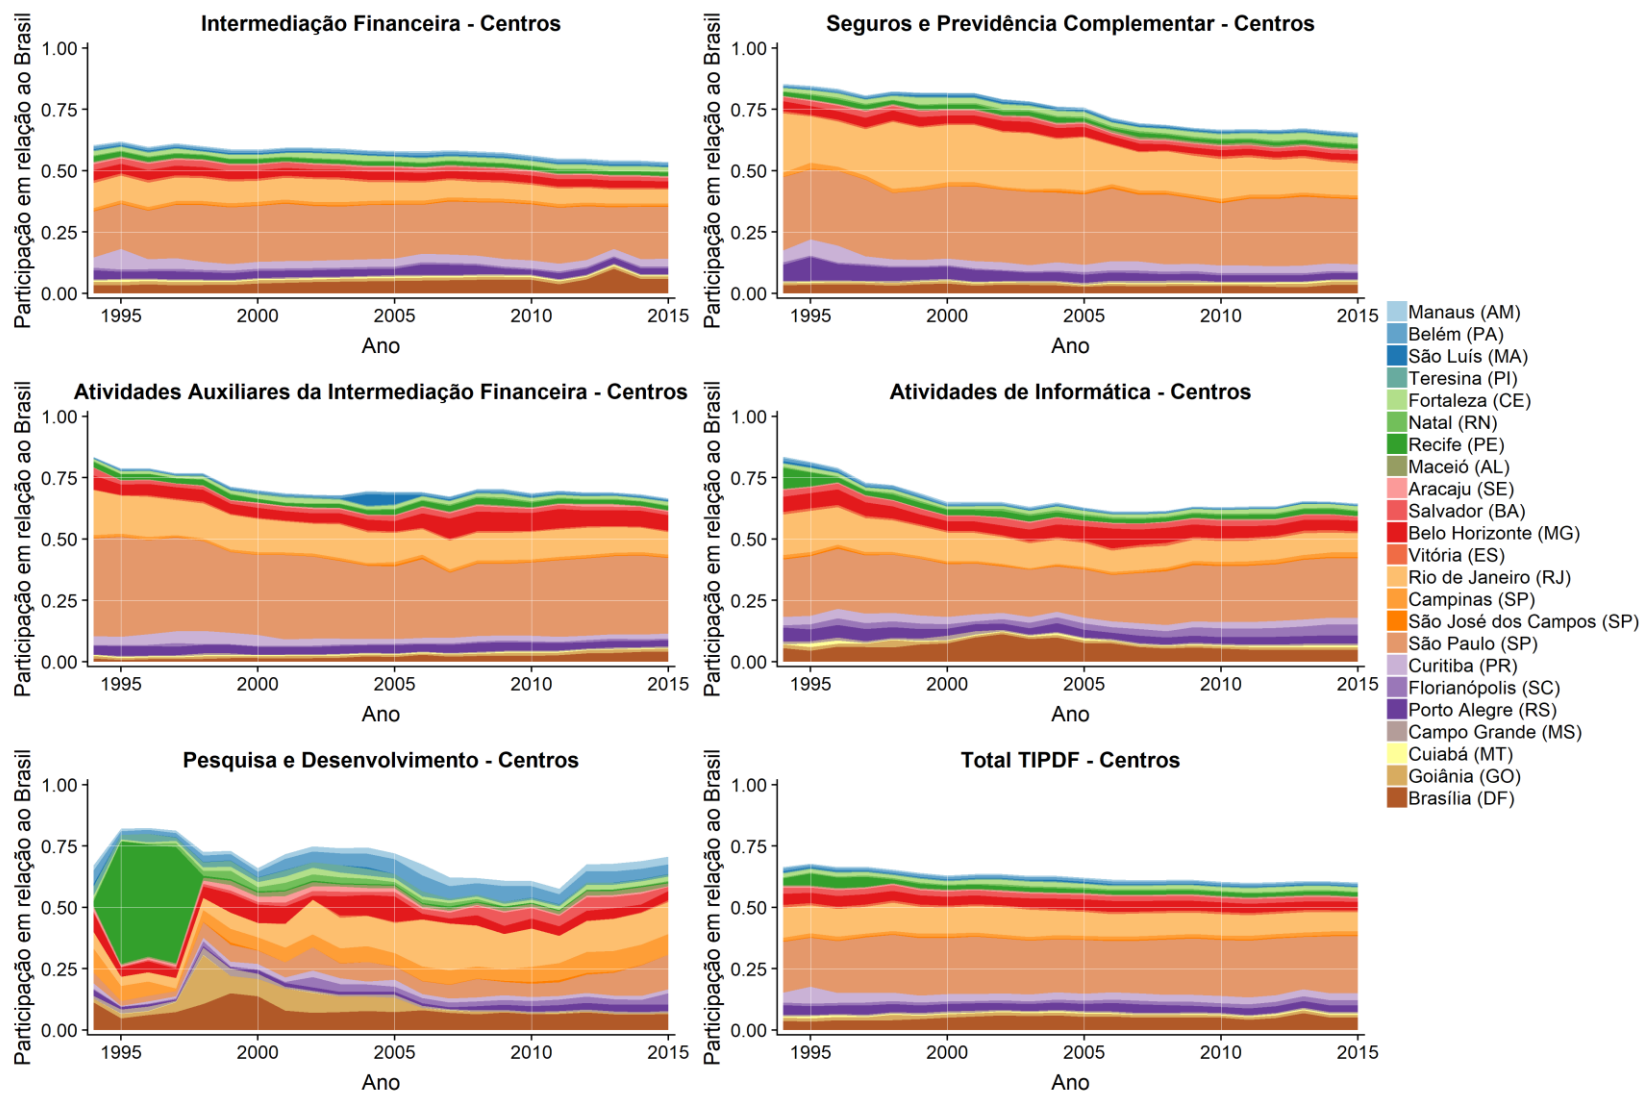 Intermediação Financeira - Centros
Participação em relação ao Brasil
1.00
0.75
0.50
0.25
0.00
1995 2000 2005 2010 2015
Ano
Seguros e Previdência Complementar - Centros
Participação em relação ao Brasil
1.00
0.75
0.50
0.25
0.00
1995 2000 2005 2010 2015
Ano
Atividades Auxiliares da Intermediação Financeira - Centros
Participação em relação ao Brasil
1.00
0.75
0.50
0.25
0.00
1995 2000 2005 2010 2015
Ano
Atividades de Informática - Centros
Participação em relação ao Brasil
1.00
0.75
0.50
0.25
0.00
1995 2000 2005 2010 2015
Ano
Pesquisa e Desenvolvimento - Centros
Participação em relação ao Brasil
1.00
0.75
0.50
0.25
0.00
1995 2000 2005 2010 2015
Ano
Total TIPDF - Centros
Participação em relação ao Brasil
1.00
0.75
0.50
0.25
0.00
1995 2000 2005 2010 2015
Ano
Manaus (AM)
Belém (PA)
São Luís (MA)
Teresina (PI)
Fortaleza (CE)
Natal (RN)
Recife (PE)
Maceió (AL)
Aracaju (SE)
Salvador (BA)
Belo Horizonte (MG)
Vitória (ES)
Rio de Janeiro (RJ)
Campinas (SP)
São José dos Campos (SP)
São Paulo (SP)
Curitiba (PR)
Florianópolis (SC)
Porto Alegre (RS)
Campo Grande (MS)
Cuiabá (MT)
Goiânia (GO)
Brasília (DF)